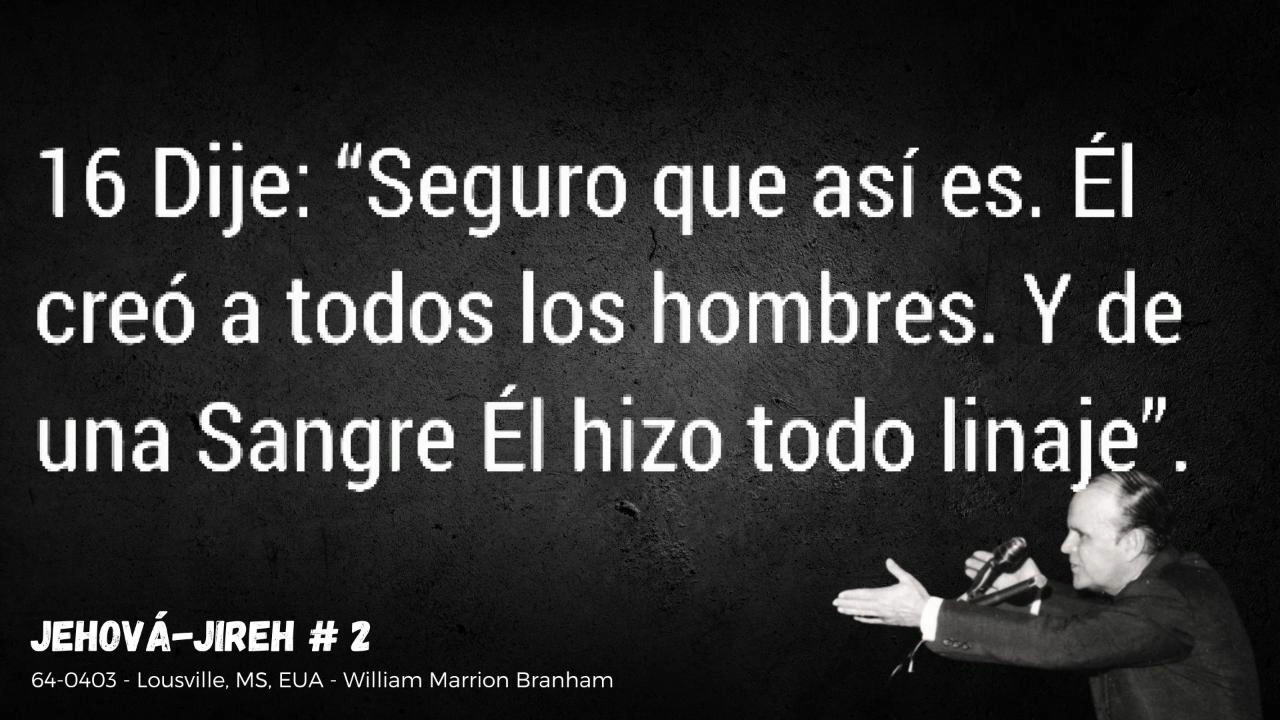 16 Dije: “Seguro que así es. Él
creó a todos los hombres. Y de
una Sangre Él hizo todo linaje”.
JEHOVÁ-JIREH # 2
64-0403 - Lousville, MS, EUA - William Marrion Branham